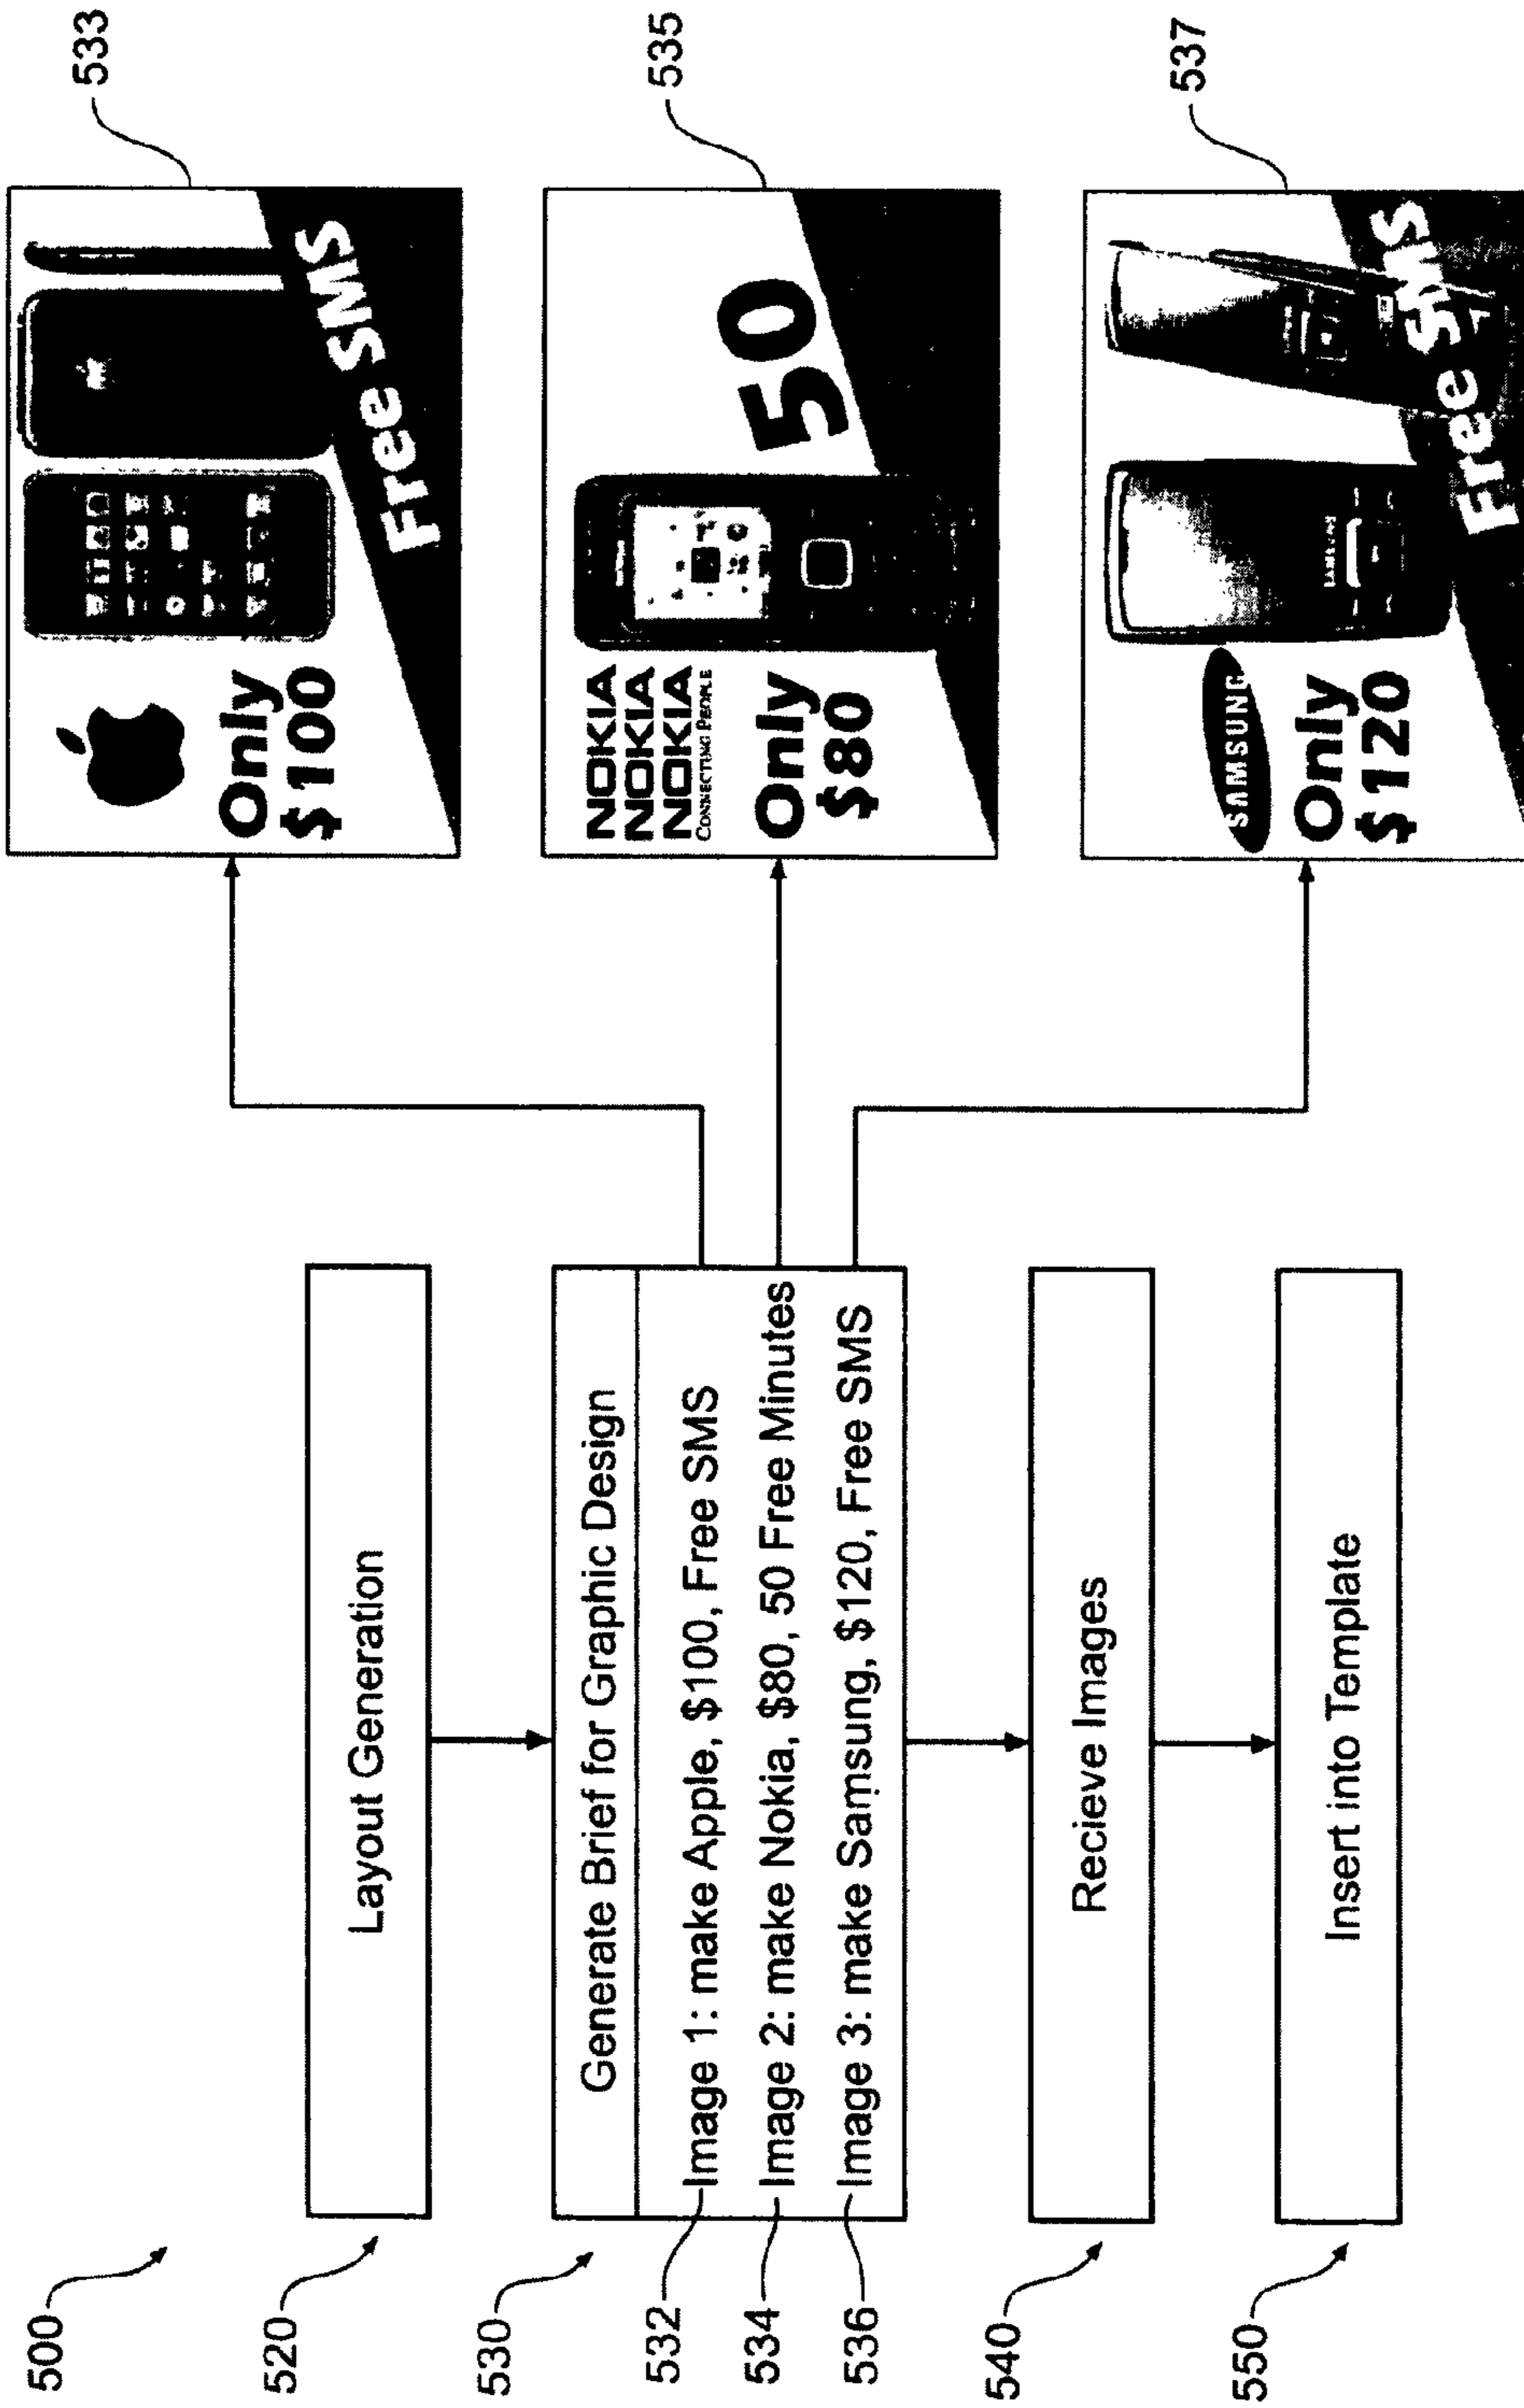 500
520
Layout Generation
530
Generate Brief for Graphic Design
532
Image 1: make Apple, $100, Free SMS
534
Image 2: make Nokia, $80, 50 Free Minutes
536
Image 3: make Samsung, $120, Free SMS
540
Recieve Images
550
Insert into Template
533
Only
$100
Free SMS
535
NOKIA
NOKIA
NOKIA
CONNECTING PEOPLE
Only
$80
50
537
SAMSUNG
Only
$120
SAMSUNG
Free SMS